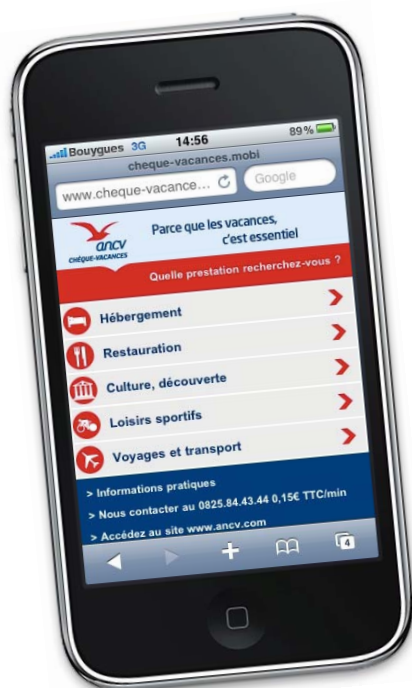 Bouygues 3G 14:56 89%
cheque-vacances.mobi
www.cheque-vacance... Google
ancv
CHÈQUE-VACANCES
Parce que les vacances,
c'est essentiel
Quelle prestation recherchez-vous ?
Hébergement
Restauration
Culture, découverte
Loisirs sportifs
Voyages et transport
> Informations pratiques
> Nous contacter au 0825.84.43.44 0,15€ TTC/min
> Accédez au site www.ancv.com
4